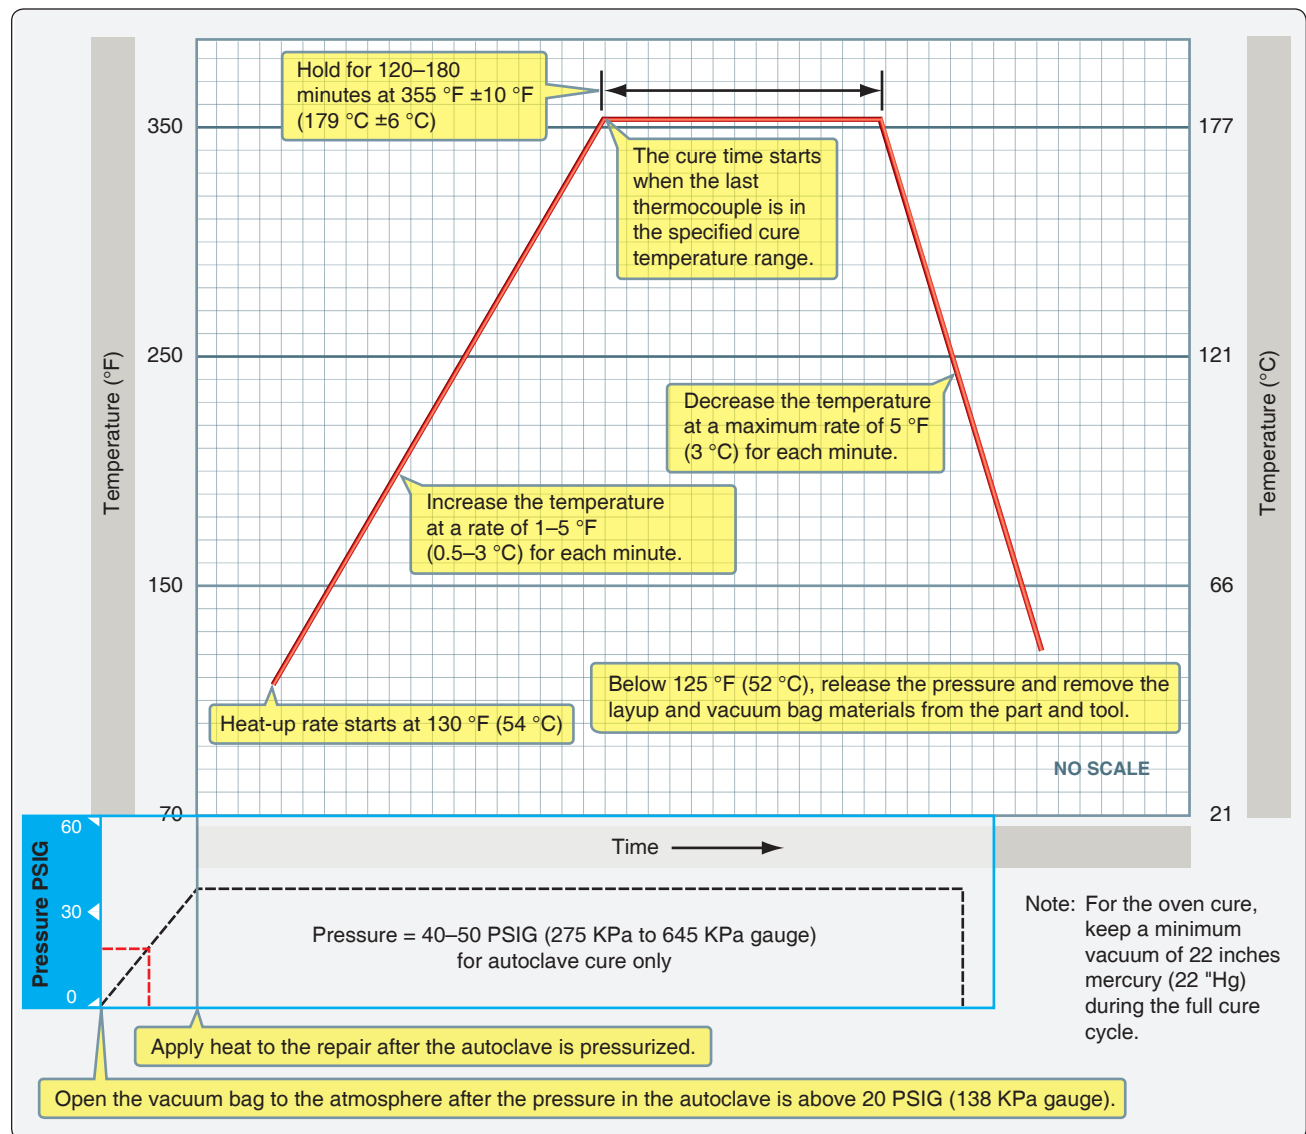 Hold for 120–180
minutes at 355 °F ±10 °F
(179 °C ±6 °C)
350
177
The cure time starts
when the last
thermocouple is in
the specified cure
temperature range.
Temperature (°F)
250
121
Temperature (°C)
Decrease the temperature
at a maximum rate of 5 °F
(3 °C) for each minute.
Increase the temperature
at a rate of 1–5 °F
(0.5–3 °C) for each minute.
150
66
Below 125 °F (52 °C), release the pressure and remove the
layup and vacuum bag materials from the part and tool.
Heat-up rate starts at 130 °F (54 °C)
NO SCALE
70
21
Pressure PSIG
60
30
0
Time
Pressure = 40–50 PSIG (275 KPa to 645 KPa gauge)
for autoclave cure only
Note: For the oven cure,
keep a minimum
vacuum of 22 inches
mercury (22 "Hg)
during the full cure
cycle.
Apply heat to the repair after the autoclave is pressurized.
Open the vacuum bag to the atmosphere after the pressure in the autoclave is above 20 PSIG (138 KPa gauge).